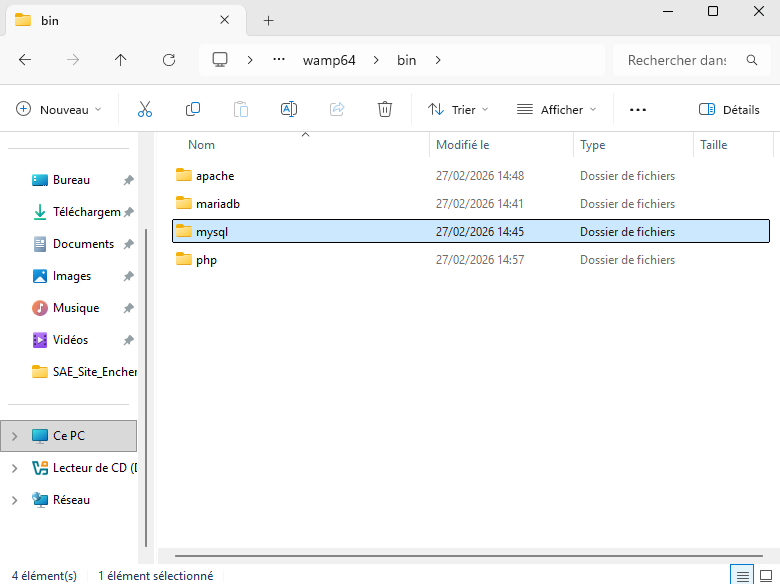 bin
wamp64 bin
Rechercher dans
Nouveau Trier Afficher Détails
Nom Modifié le Type Taille
apache 27/02/2026 14:48 Dossier de fichiers
mariadb 27/02/2026 14:41 Dossier de fichiers
mysql 27/02/2026 14:45 Dossier de fichiers
php 27/02/2026 14:57 Dossier de fichiers
Bureau
Téléchargem
Documents
Images
Musique
Vidéos
SAE_Site_Encher
Ce PC
Lecteur de CD (D
Réseau
4 élément(s) 1 élément sélectionné